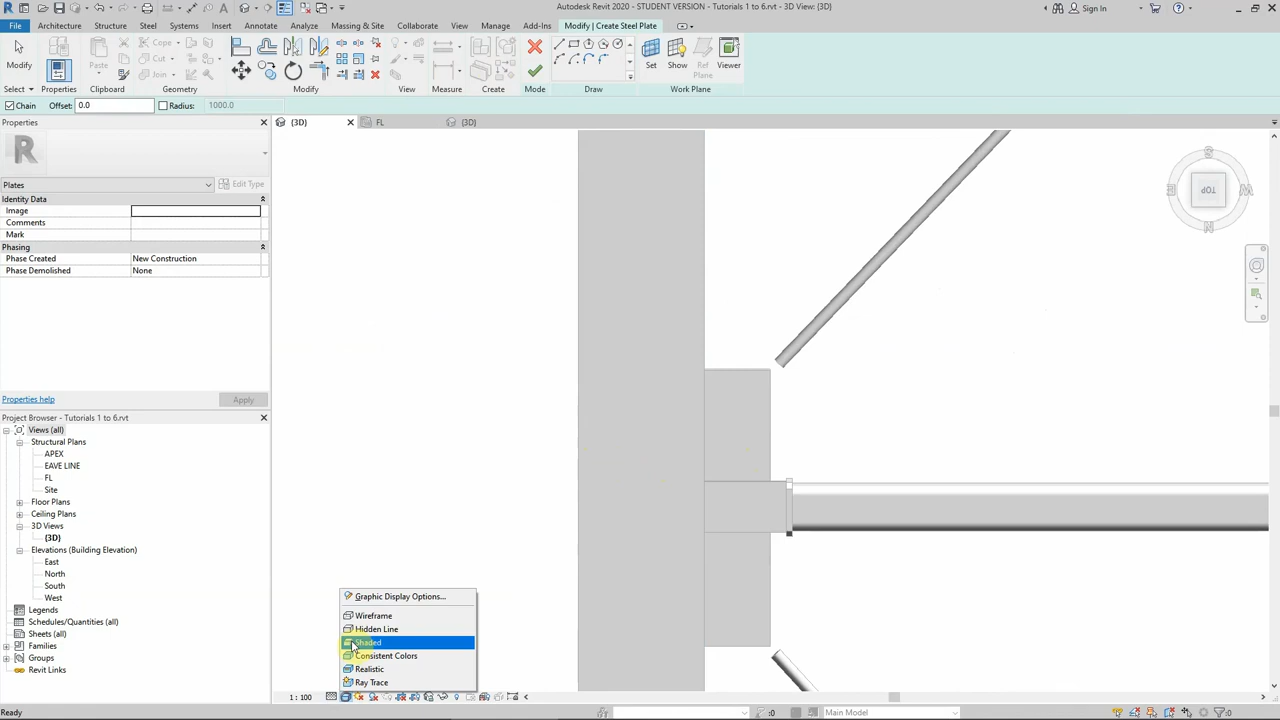 Autodesk Revit 2020 - STUDENT VERSION - Tutorials 1 to 6.rvt - 3D View: {3D}
Sign In
File Architecture Structure Steel Systems Insert Annotate Analyze Massing & Site Collaborate View Manage Add-Ins Modify | Create Steel Plate
Modify
Paste
Cope
Cut
Join
Set Show Ref Plane Viewer
Select Properties Clipboard Geometry Modify View Measure Create Mode Draw Work Plane
Chain Offset: 0.0 Radius: 1000.0
Properties
{3D} FL {3D}
R
Plates Edit Type
Identity Data
Image
Comments
Mark
Phasing
Phase Created New Construction
Phase Demolished None
Properties help Apply
Project Browser - Tutorials 1 to 6.rvt
Views (all)
Structural Plans
APEX
EAVE LINE
FL
Site
Floor Plans
Ceiling Plans
3D Views
{3D}
Elevations (Building Elevation)
East
North
South
West
Legends
Schedules/Quantities (all)
Sheets (all)
Families
Groups
Revit Links
S
E TOP W
N
Graphic Display Options...
Wireframe
Hidden Line
Shaded
Consistent Colors
Realistic
Ray Trace
1 : 100
Ready :0 Main Model :0